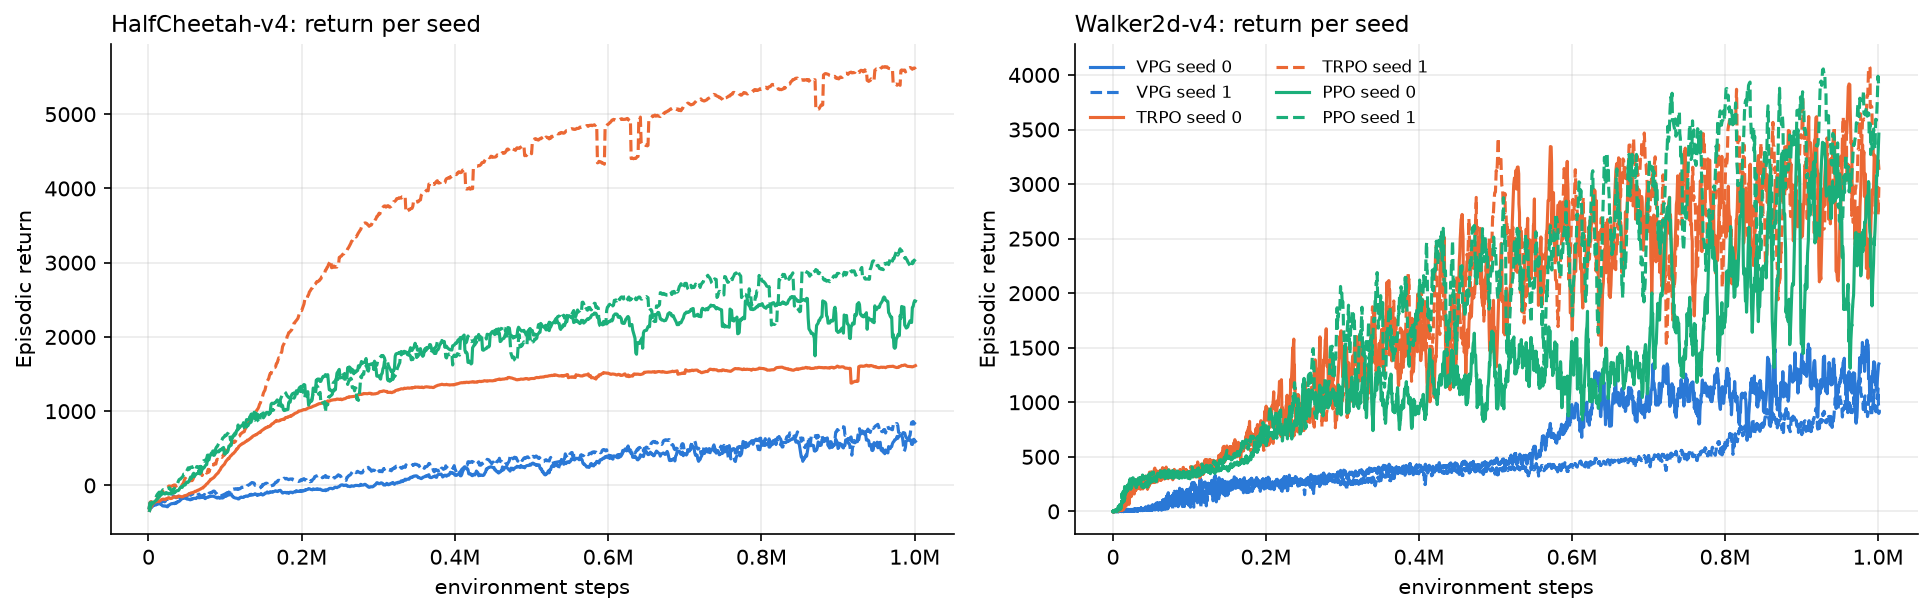 HalfCheetah-v4: return per seed
Episodic return
5000
4000
3000
2000
1000
0
0
0.2M
0.4M
0.6M
0.8M
1.0M
environment steps
Walker2d-v4: return per seed
VPG seed 0
VPG seed 1
TRPO seed 0
TRPO seed 1
PPO seed 0
PPO seed 1
Episodic return
4000
3500
3000
2500
2000
1500
1000
500
0
0
0.2M
0.4M
0.6M
0.8M
1.0M
environment steps